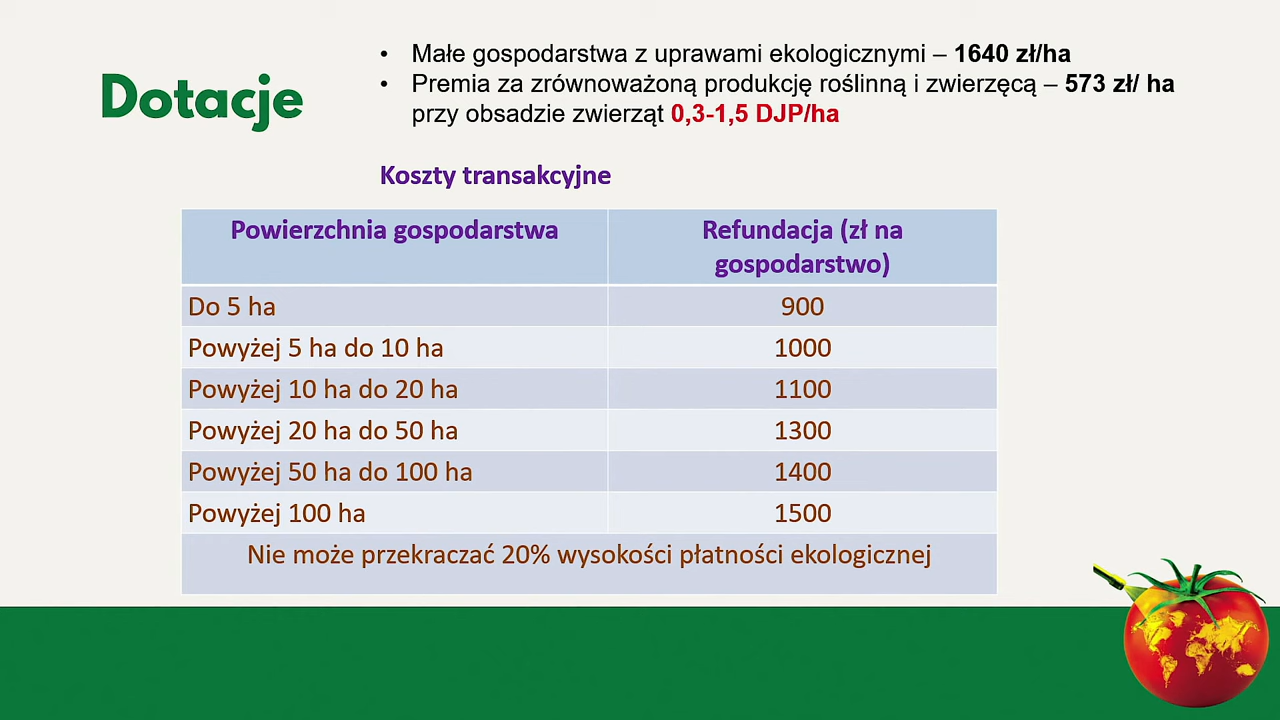 Dotacje
• Małe gospodarstwa z uprawami ekologicznymi – 1640 zł/ha
• Premia za zrównoważoną produkcję roślinną i zwierzęcą – 573 zł/ ha
przy obsadzie zwierząt 0,3-1,5 DJP/ha
Koszty transakcyjne
Powierzchnia gospodarstwa
Refundacja (zł na
gospodarstwo)
Do 5 ha 900
Powyżej 5 ha do 10 ha 1000
Powyżej 10 ha do 20 ha 1100
Powyżej 20 ha do 50 ha 1300
Powyżej 50 ha do 100 ha 1400
Powyżej 100 ha 1500
Nie może przekraczać 20% wysokości płatności ekologicznej